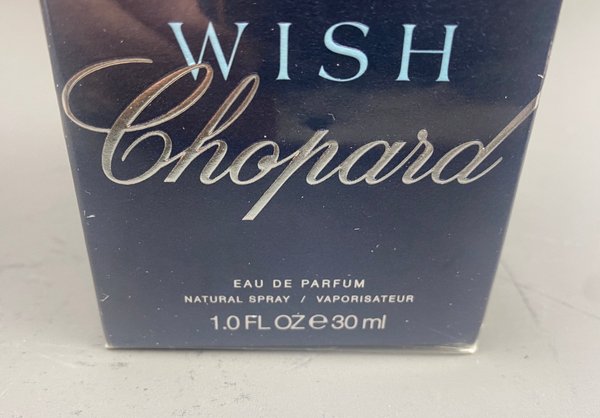 WISH
Chopard
EAU DE PARFUM
NATURAL SPRAY / VAPORISATEUR
1.0 FL OZ ℮ 30 ml